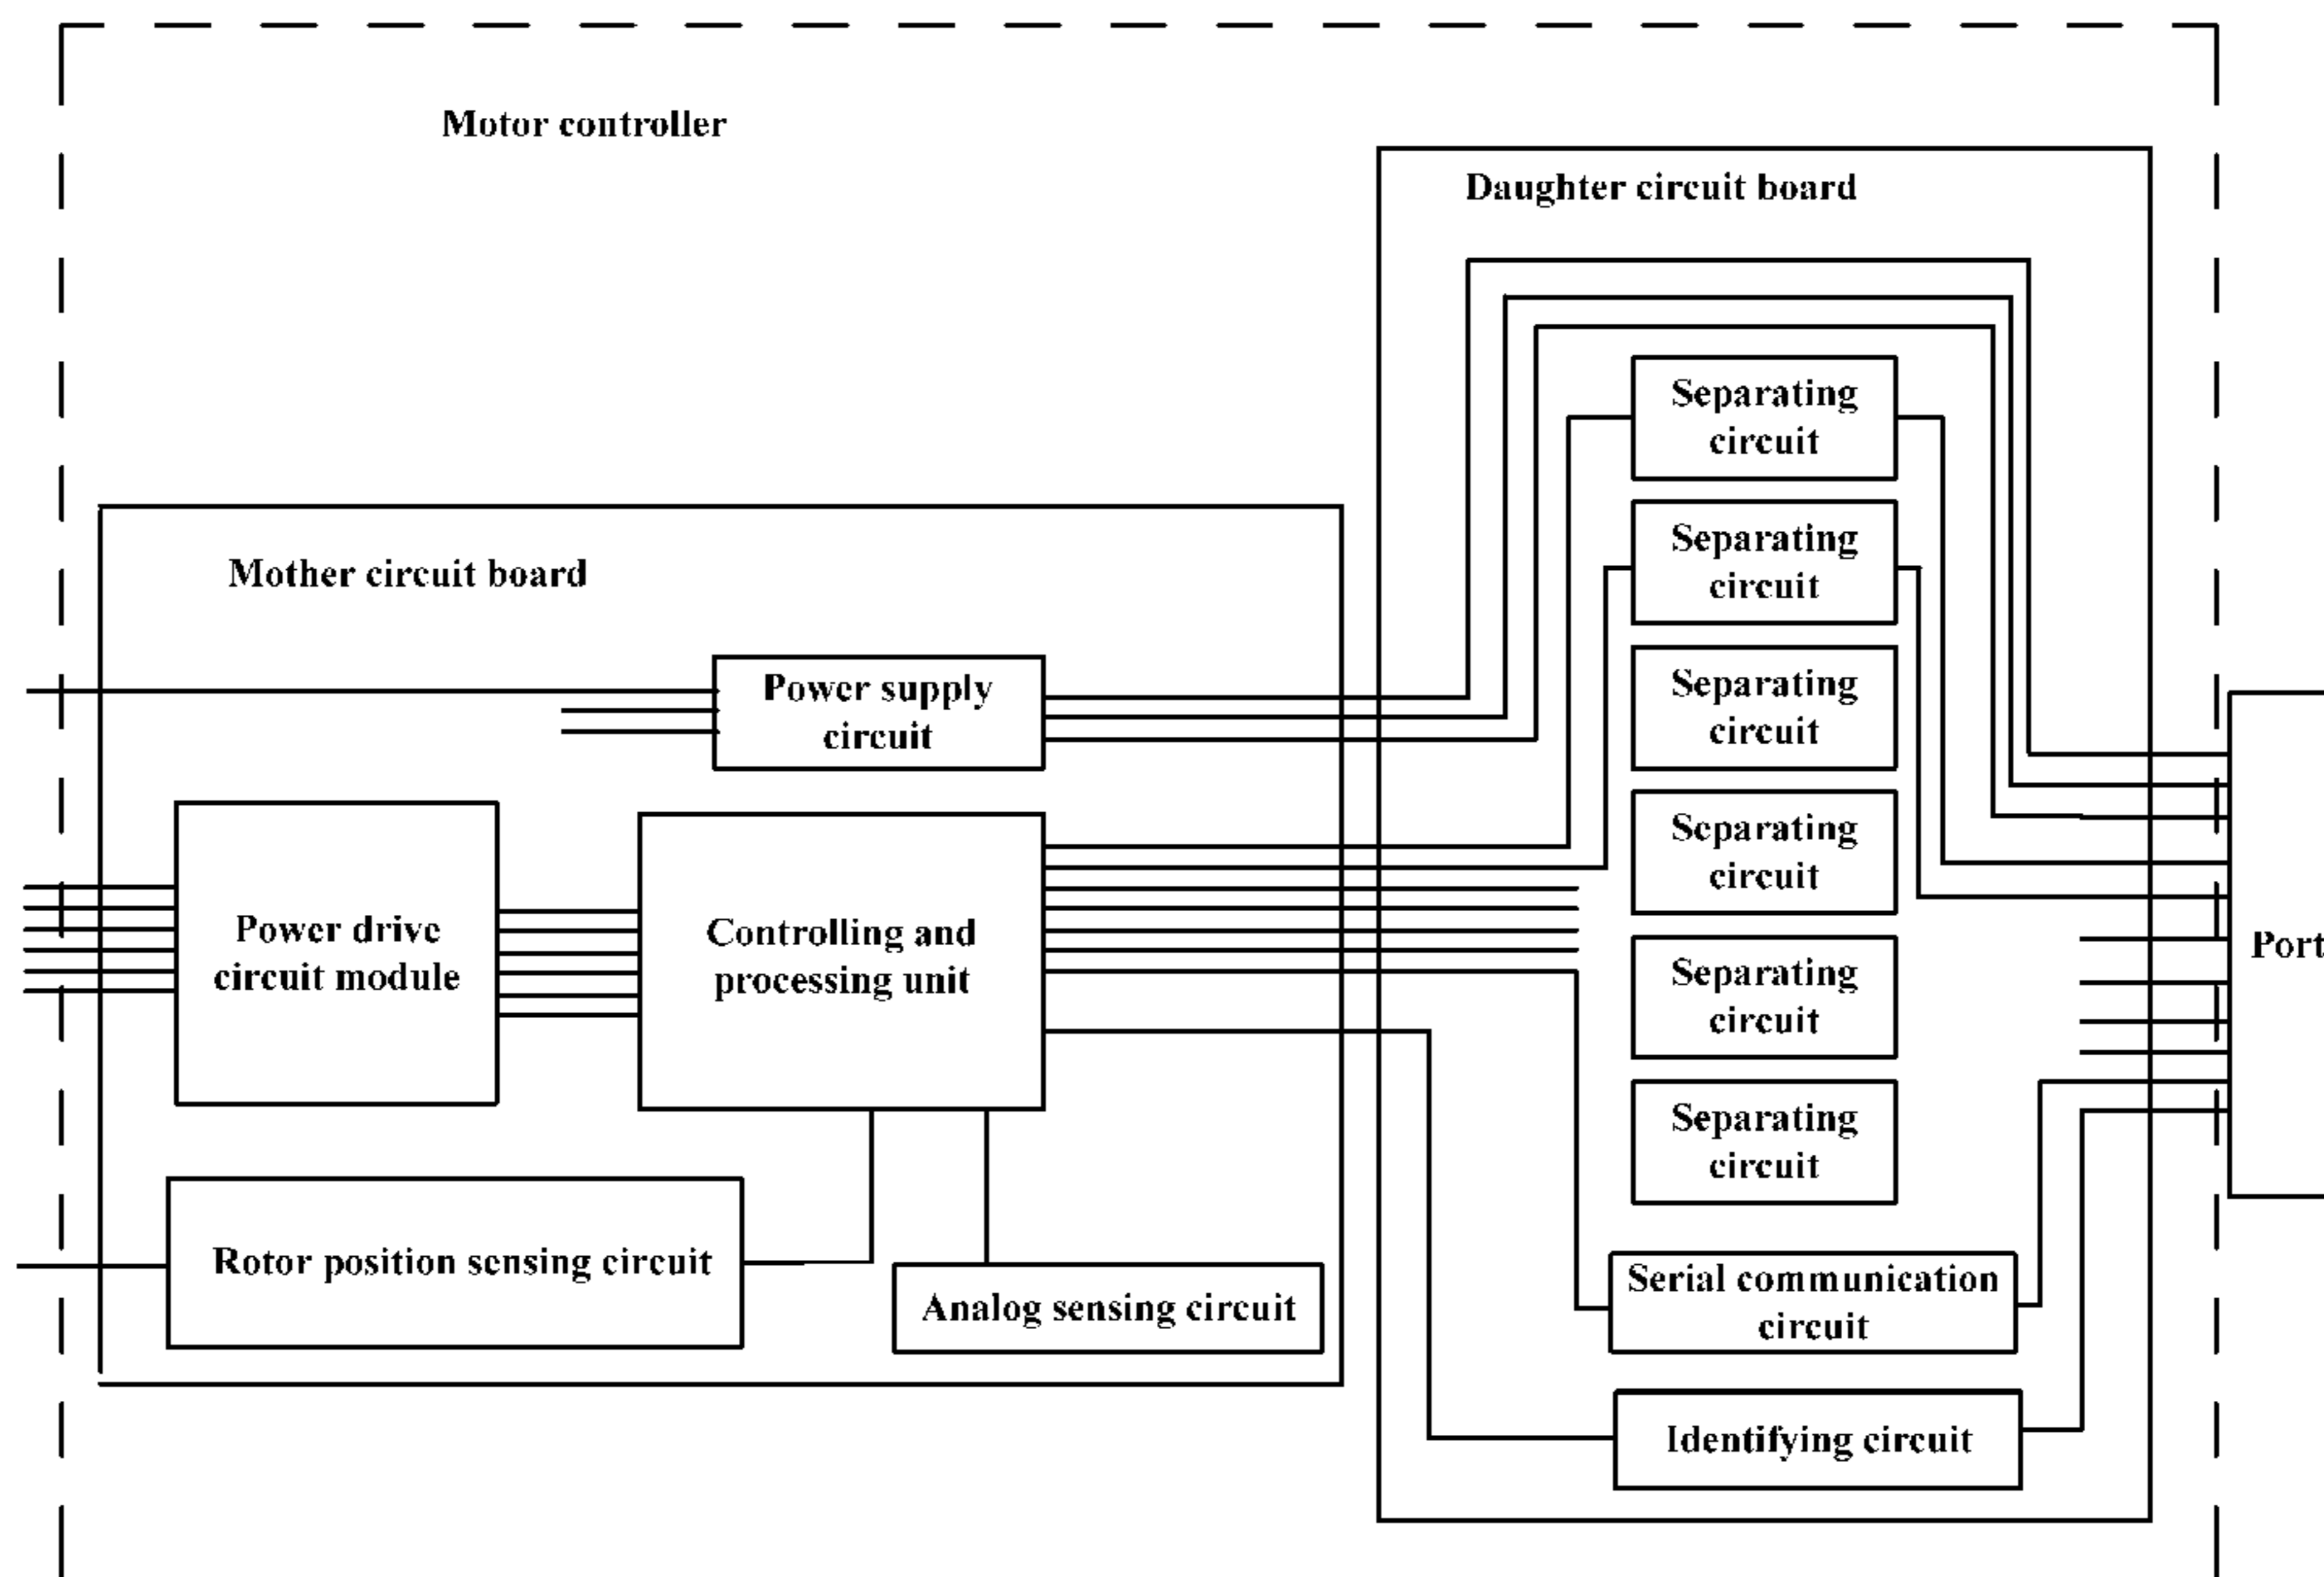 Motor controller
Daughter circuit board
Separating
circuit
Separating
circuit
Separating
circuit
Separating
circuit
Separating
circuit
Separating
circuit
Serial communication
circuit
Identifying circuit
Mother circuit board
Power supply
circuit
Power drive
circuit module
Controlling and
processing unit
Rotor position sensing circuit
Analog sensing circuit
Port